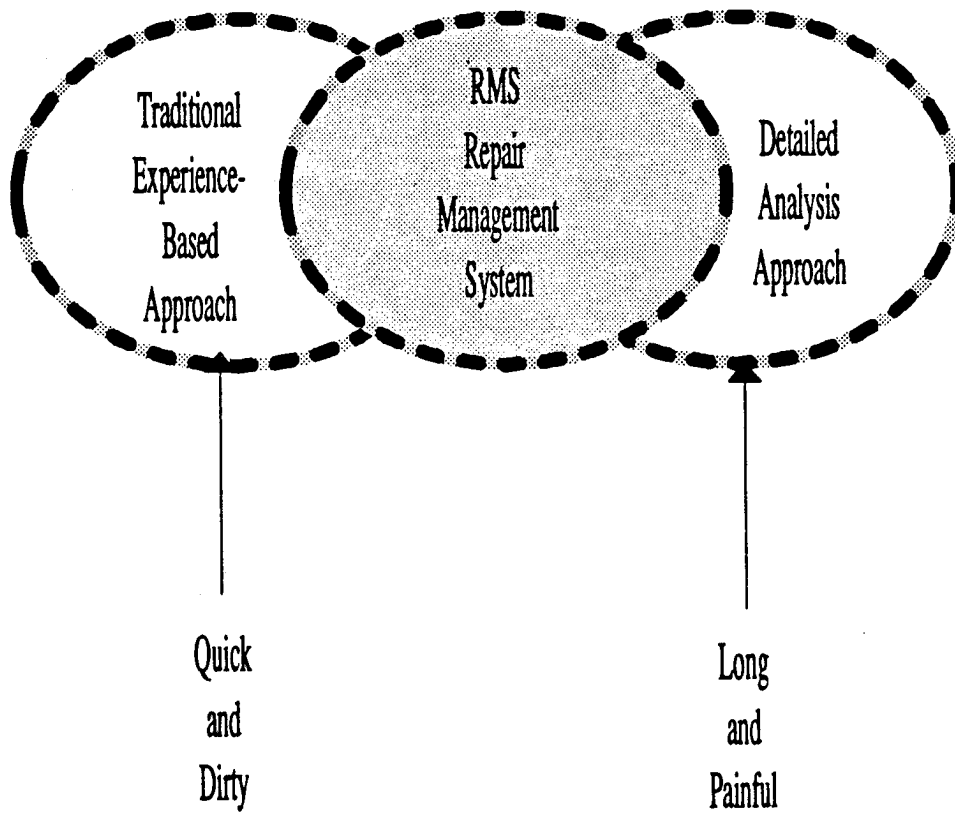 Traditional
Experience-
Based
Approach
RMS
Repair
Management
System
Detailed
Analysis
Approach
Quick
and
Dirty
Long
and
Painful